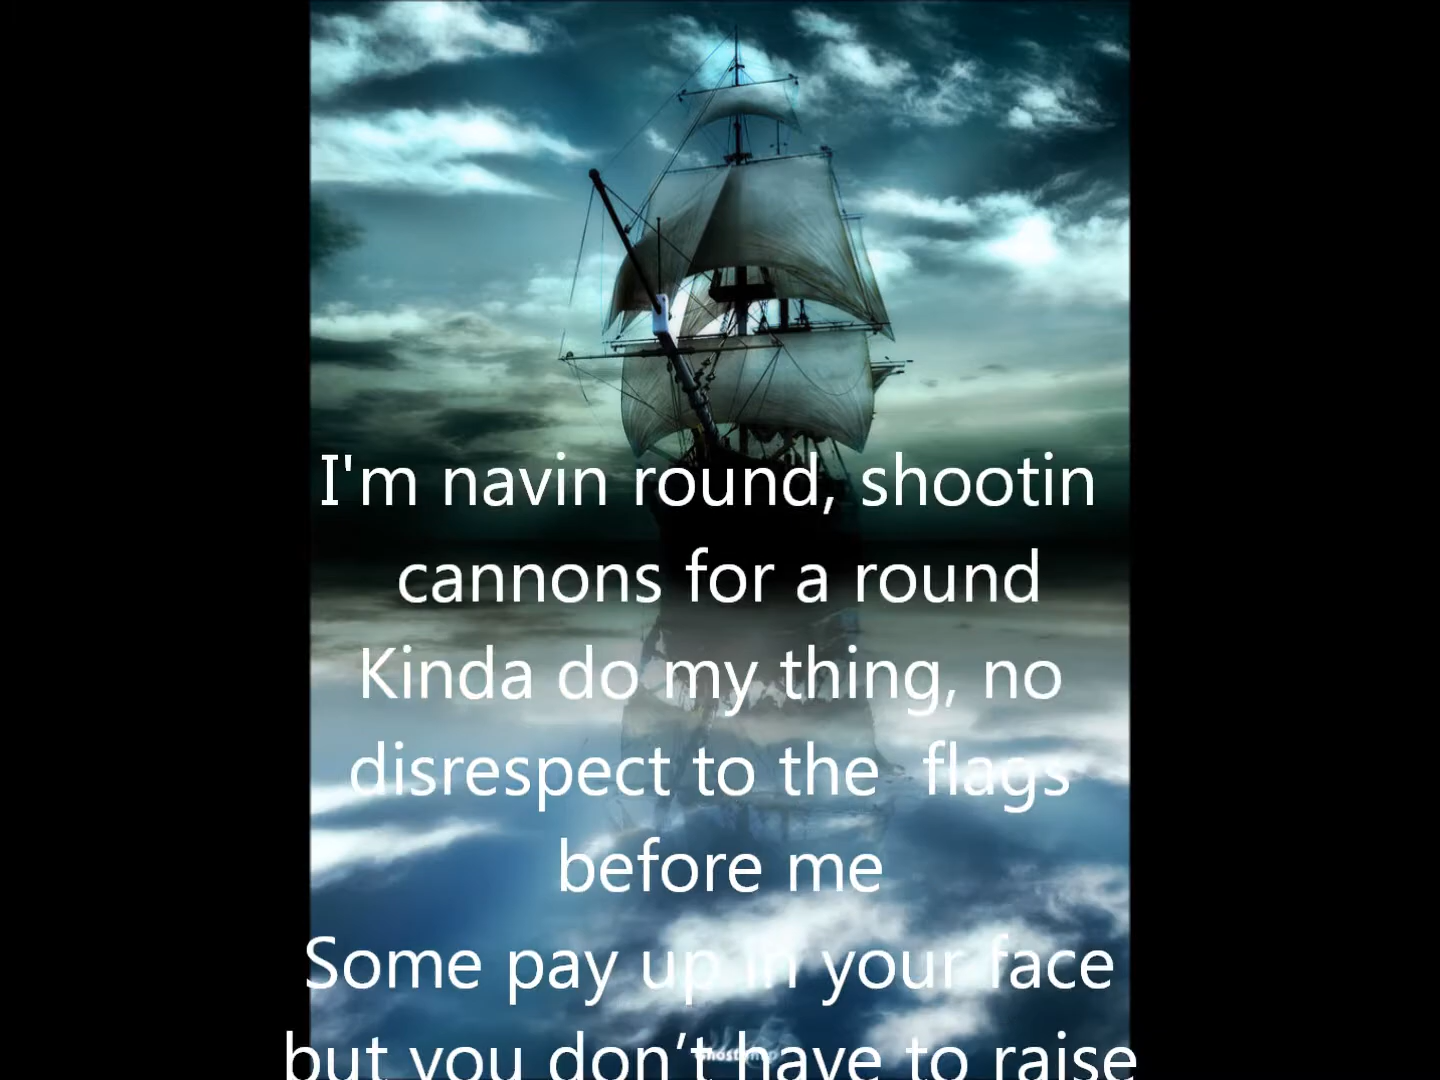 I'm navin round, shootin
cannons for a round
Kinda do my thing, no
disrespect to the  flags
before me
Some pay up in your face
but you don’t have to raise